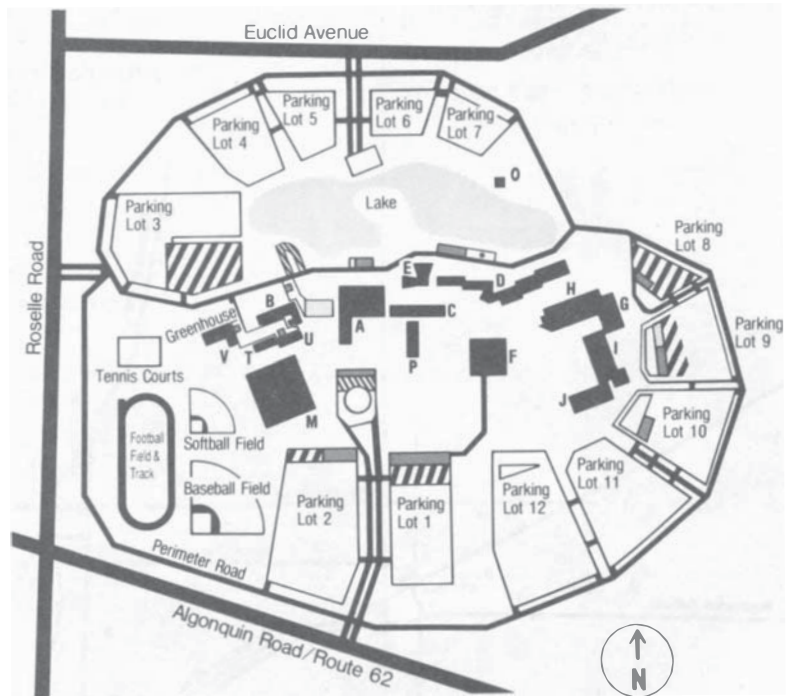 Euclid Avenue
Parking
Lot 4
Parking
Lot 5
Parking
Lot 6
Parking
Lot 7
O
Parking
Lot 3
Lake
Parking
Lot 8
Roselle Road
E
D
H
G
B
Greenhouse
A
C
Parking
Lot 9
V
T
U
P
F
I
Tennis Courts
M
J
Parking
Lot 10
Football
Field &
Track
Softball Field
Baseball Field
Parking
Lot 2
Parking
Lot 1
Parking
Lot 12
Parking
Lot 11
Perimeter Road
Algonquin Road/Route 62
N